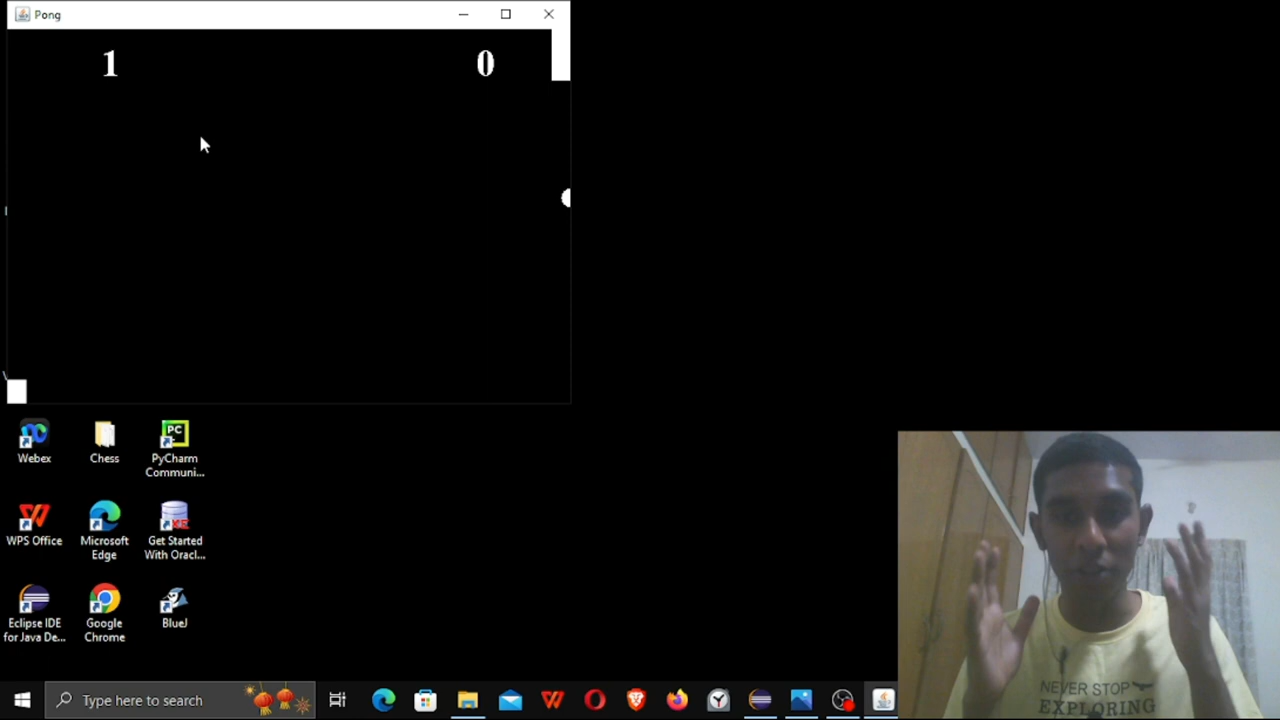 Pong
1 0
Webex
Chess
PyCharm
Communi...
WPS Office
Microsoft
Edge
Get Started
With Oracl...
Eclipse IDE
for Java De...
Google
Chrome
BlueJ
Type here to search
NEVER STOP
EXPLORING